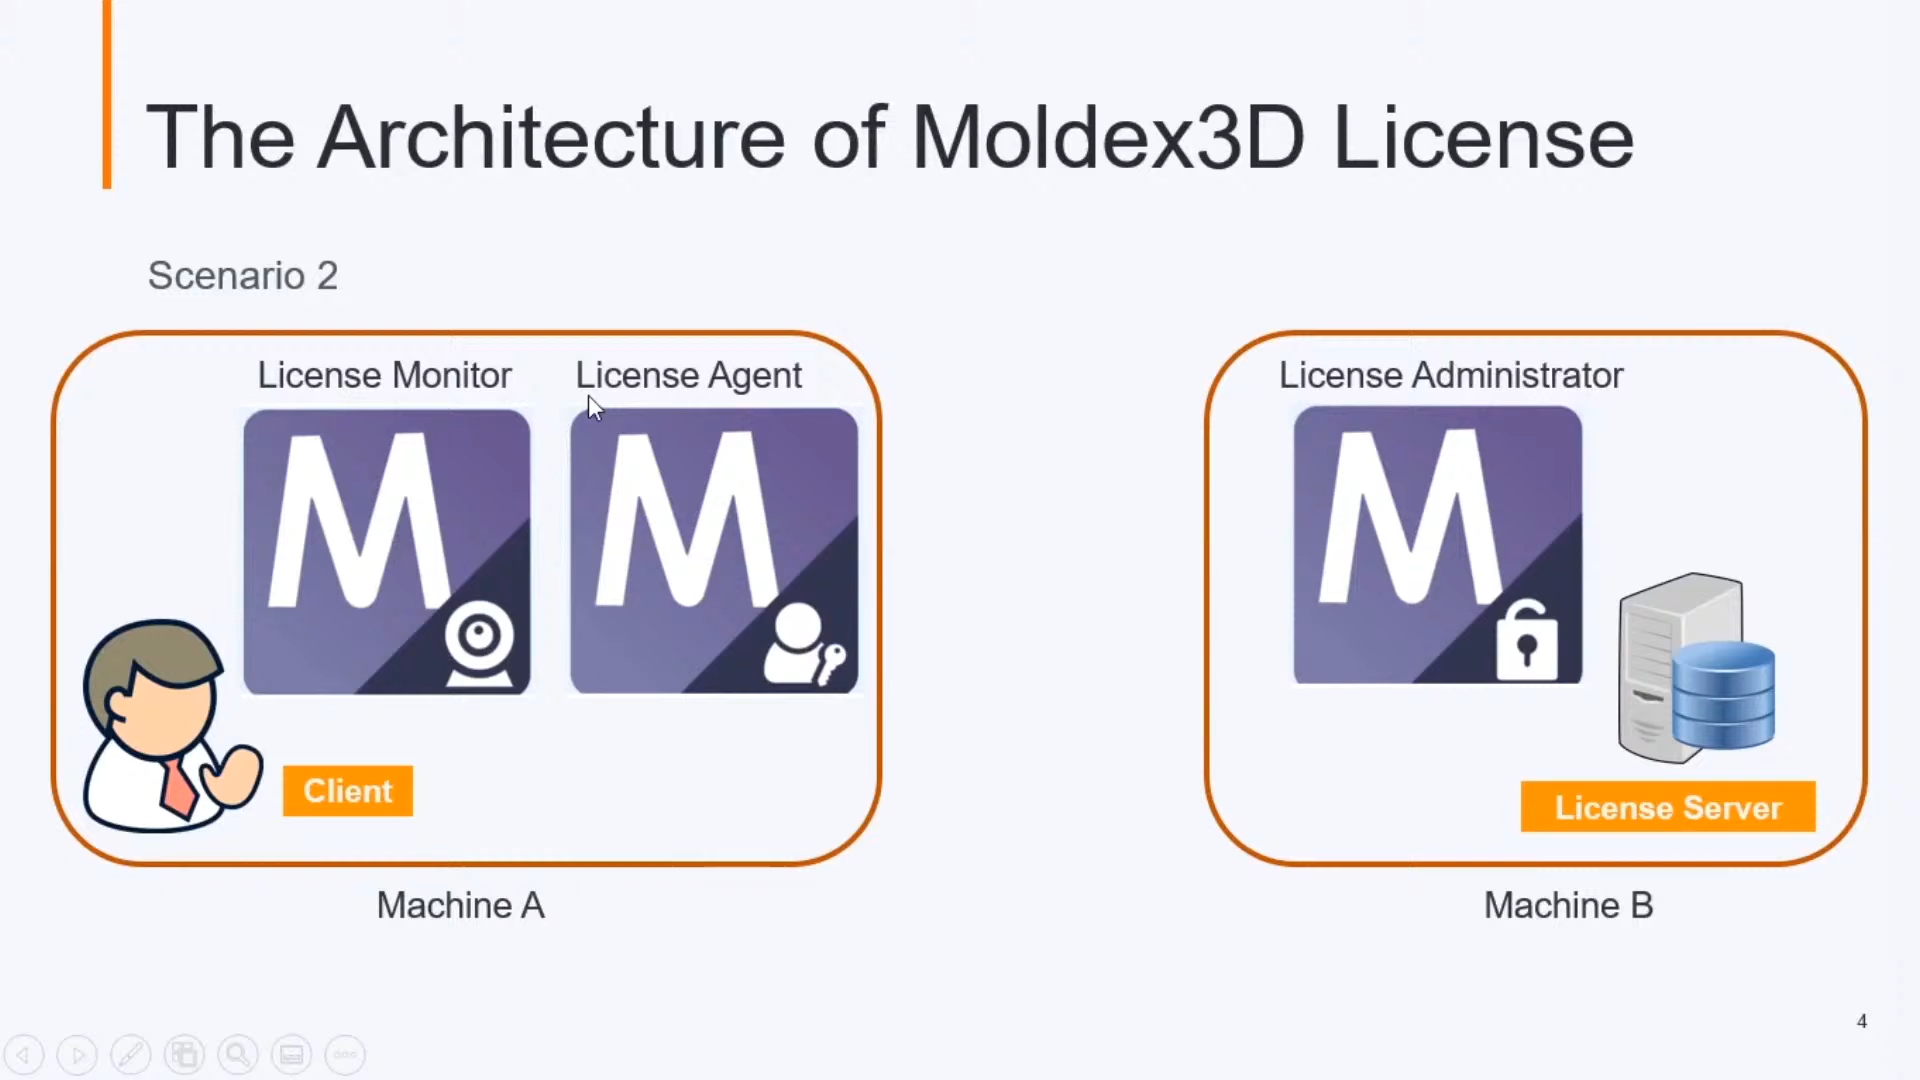 The Architecture of Moldex3D License
Scenario 2
License Monitor
License Agent
License Administrator
M
M
M
Client
License Server
Machine A
Machine B
4